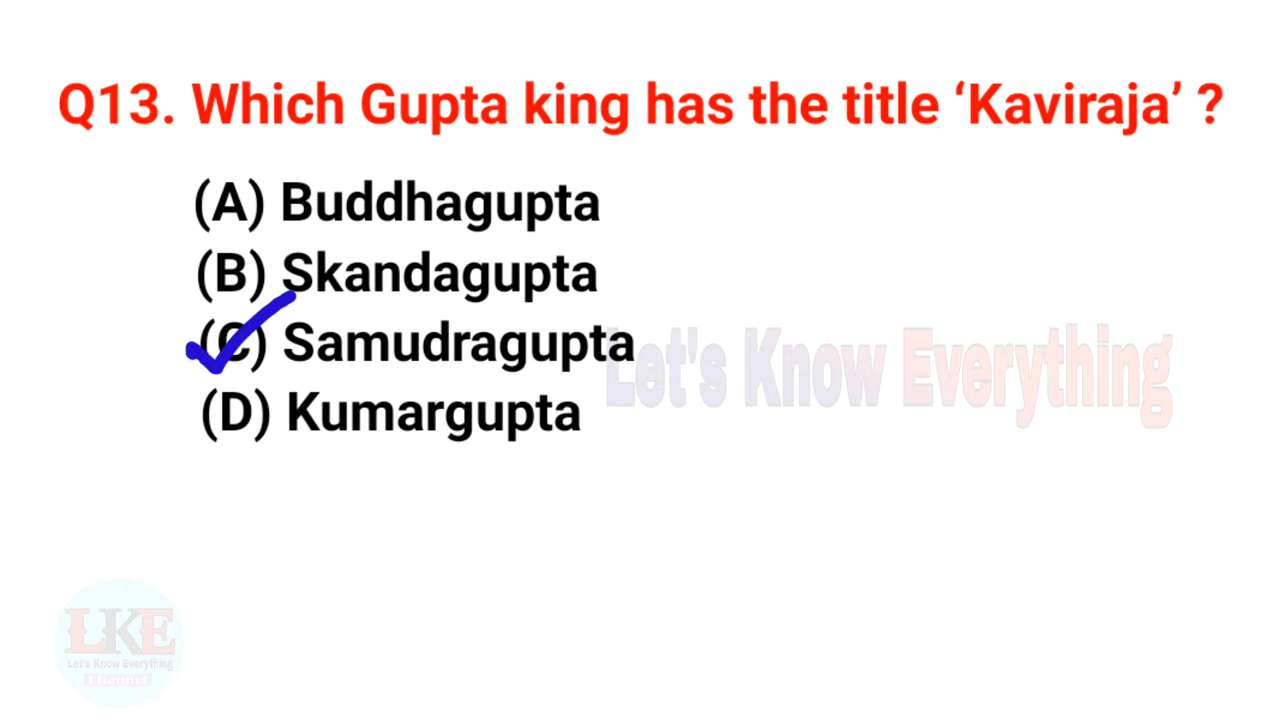 Q13. Which Gupta king has the title ‘Kaviraja’ ?
(A) Buddhagupta
(B) Skandagupta
(C) Samudragupta
Let's Know Everything
(D) Kumargupta
LKE
Let's Know Everything
Channel